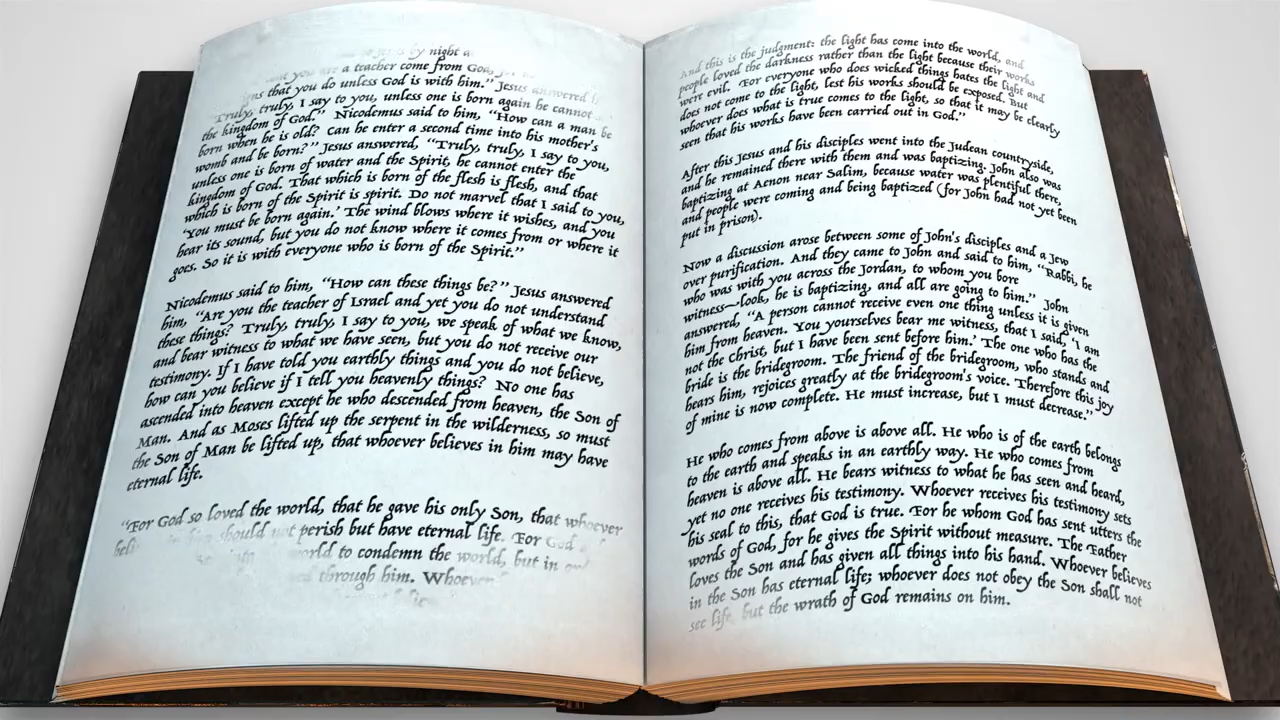 by night
you are a teacher come from God,
that you do unless God is with him.” Jesus answered
“Truly, truly, I say to you, unless one is born again he cannot
the kingdom of God.” Nicodemus said to him, “How can a man be
born when he is old? Can he enter a second time into his mother's
womb and be born?” Jesus answered, “Truly, truly, I say to you,
unless one is born of water and the Spirit, he cannot enter the
kingdom of God. That which is born of the flesh is flesh, and that
which is born of the Spirit is spirit. Do not marvel that I said to you,
‘You must be born again.’ The wind blows where it wishes, and you
hear its sound, but you do not know where it comes from or where it
goes. So it is with everyone who is born of the Spirit.”
Nicodemus said to him, “How can these things be?” Jesus answered
him, “Are you the teacher of Israel and yet you do not understand
these things? Truly, truly, I say to you, we speak of what we know,
and bear witness to what we have seen, but you do not receive our
testimony. If I have told you earthly things and you do not believe,
how can you believe if I tell you heavenly things? No one has
ascended into heaven except he who descended from heaven, the Son of
Man. And as Moses lifted up the serpent in the wilderness, so must
the Son of Man be lifted up, that whoever believes in him may have
eternal life.
“For God so loved the world, that he gave his only Son, that whoever
in him should not perish but have eternal life. For God
world to condemn the world, but in
through him. Whoever
And this is the judgment: the light has come into the world, and
people loved the darkness rather than the light because their works
were evil. For everyone who does wicked things hates the light and
does not come to the light, lest his works should be exposed. But
whoever does what is true comes to the light, so that it may be clearly
seen that his works have been carried out in God.”
After this Jesus and his disciples went into the Judean countryside,
and he remained there with them and was baptizing. John also was
baptizing at Aenon near Salim, because water was plentiful there,
and people were coming and being baptized (for John had not yet been
put in prison).
Now a discussion arose between some of John's disciples and a Jew
over purification. And they came to John and said to him, “Rabbi, he
who was with you across the Jordan, to whom you bore
witness—look, he is baptizing, and all are going to him.” John
answered, “A person cannot receive even one thing unless it is given
him from heaven. You yourselves bear me witness, that I said, ‘I am
not the Christ, but I have been sent before him.’ The one who has the
bride is the bridegroom. The friend of the bridegroom, who stands and
hears him, rejoices greatly at the bridegroom's voice. Therefore this joy
of mine is now complete. He must increase, but I must decrease.”
He who comes from above is above all. He who is of the earth belongs
to the earth and speaks in an earthly way. He who comes from
heaven is above all. He bears witness to what he has seen and heard,
yet no one receives his testimony. Whoever receives his testimony sets
his seal to this, that God is true. For he whom God has sent utters the
words of God, for he gives the Spirit without measure. The Father
loves the Son and has given all things into his hand. Whoever believes
in the Son has eternal life; whoever does not obey the Son shall not
see life, but the wrath of God remains on him.